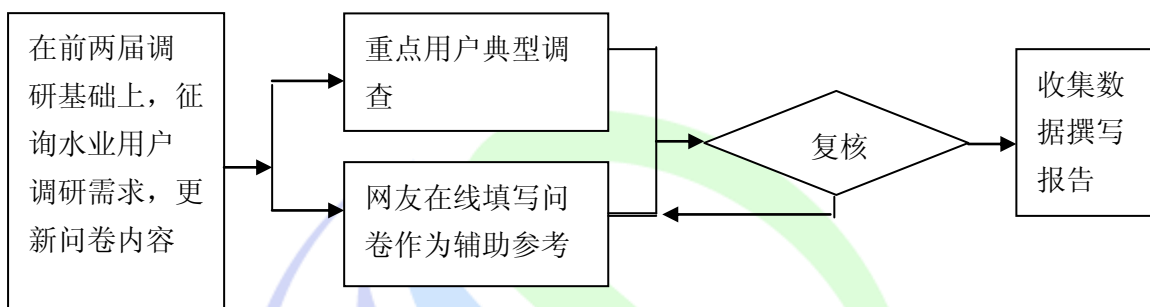 在前两届调
研基础上，征
询水业用户
调研需求，更
新问卷内容
重点用户典型调
查
网友在线填写问
卷作为辅助参考
复核
收集数
据撰写
报告